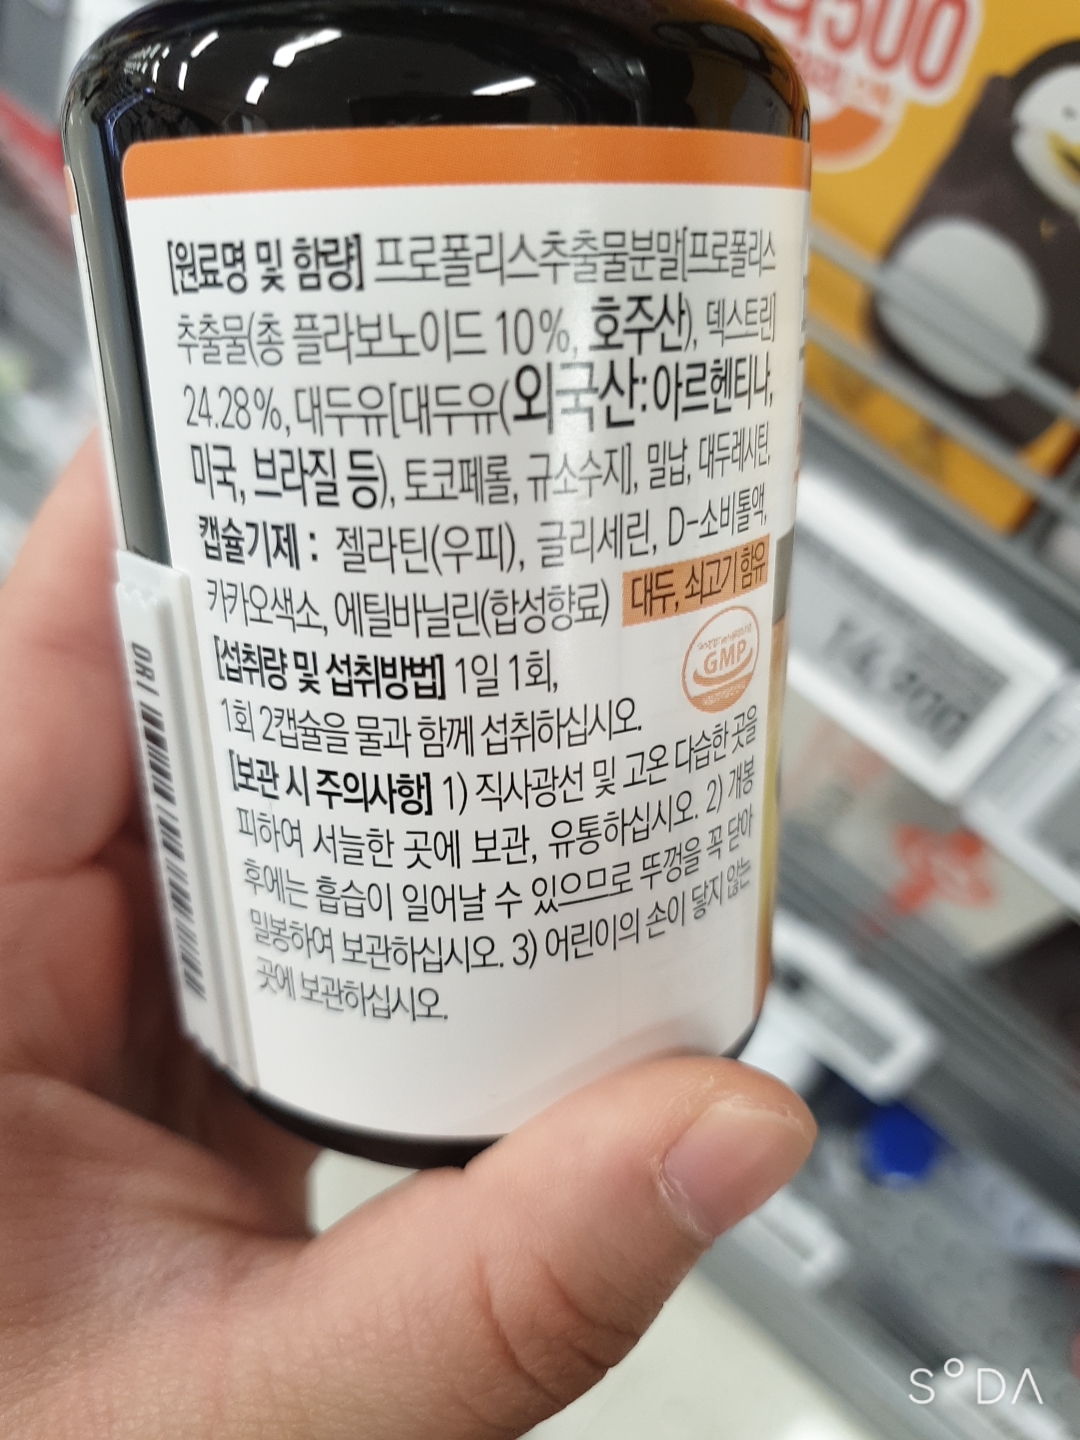 [원료명 및 함량] 프로폴리스추출물분말[프로폴리스
추출물(총 플라보노이드 10%, 호주산), 덱스트린]
24.28%, 대두유[대두유(외국산:아르헨티나,
미국, 브라질 등), 토코페롤, 규소수지], 밀납, 대두레시틴,
캡슐기제 : 젤라틴(우피), 글리세린, D-소비톨액,
카카오색소, 에틸바닐린(합성향료) 대두, 쇠고기 함유
[섭취량 및 섭취방법] 1일 1회,
GMP
1회 2캡슐을 물과 함께 섭취하십시오.
[보관 시 주의사항] 1) 직사광선 및 고온 다습한 곳을
피하여 서늘한 곳에 보관, 유통하십시오. 2) 개봉
후에는 흡습이 일어날 수 있으므로 뚜껑을 꼭 닫아
밀봉하여 보관하십시오. 3) 어린이의 손이 닿지 않는
곳에 보관하십시오.
500
SODA